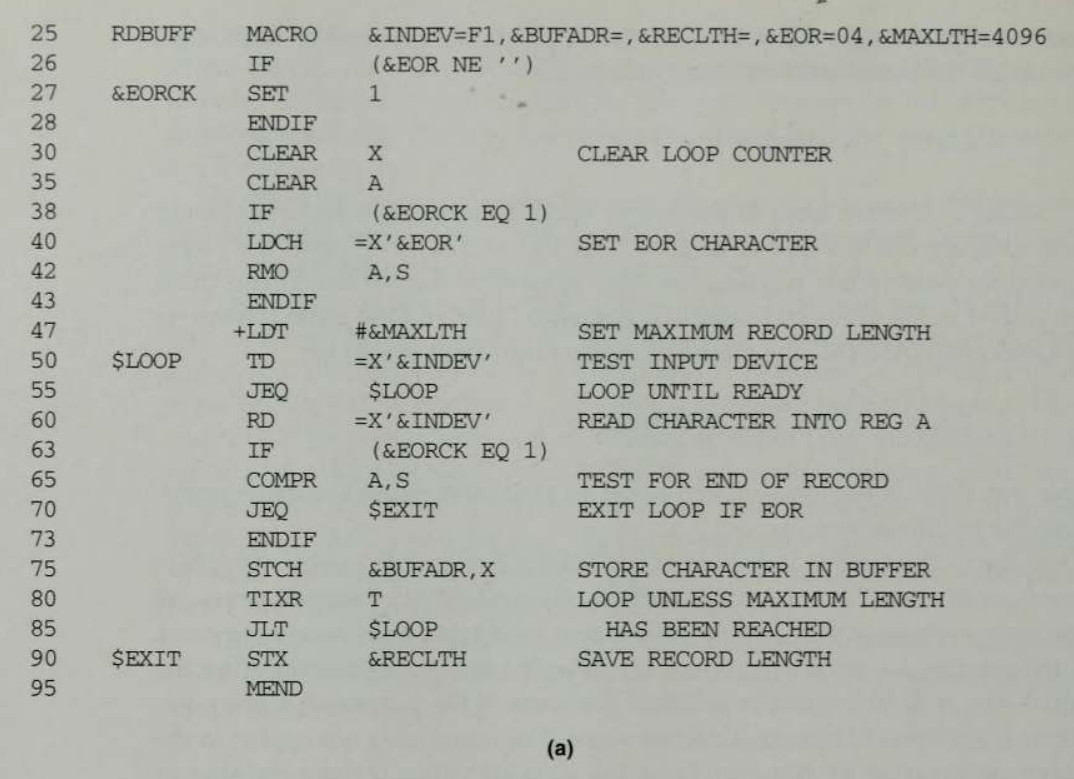 25 RDBUFF MACRO &INDEV=F1,&BUFADR=,&RECLTH=,&EOR=04,&MAXLTH=4096
26 IF (&EOR NE '')
27 &EORCK SET 1
28 ENDIF
30 CLEAR X CLEAR LOOP COUNTER
35 CLEAR A
38 IF (&EORCK EQ 1)
40 LDCH =X'&EOR' SET EOR CHARACTER
42 RMO A,S
43 ENDIF
47 +LDT #&MAXLTH SET MAXIMUM RECORD LENGTH
50 $LOOP TD =X'&INDEV' TEST INPUT DEVICE
55 JEQ $LOOP LOOP UNTIL READY
60 RD =X'&INDEV' READ CHARACTER INTO REG A
63 IF (&EORCK EQ 1)
65 COMPR A,S TEST FOR END OF RECORD
70 JEQ $EXIT EXIT LOOP IF EOR
73 ENDIF
75 STCH &BUFADR,X STORE CHARACTER IN BUFFER
80 TIXR T LOOP UNLESS MAXIMUM LENGTH
85 JLT $LOOP HAS BEEN REACHED
90 $EXIT STX &RECLTH SAVE RECORD LENGTH
95 MEND
(a)